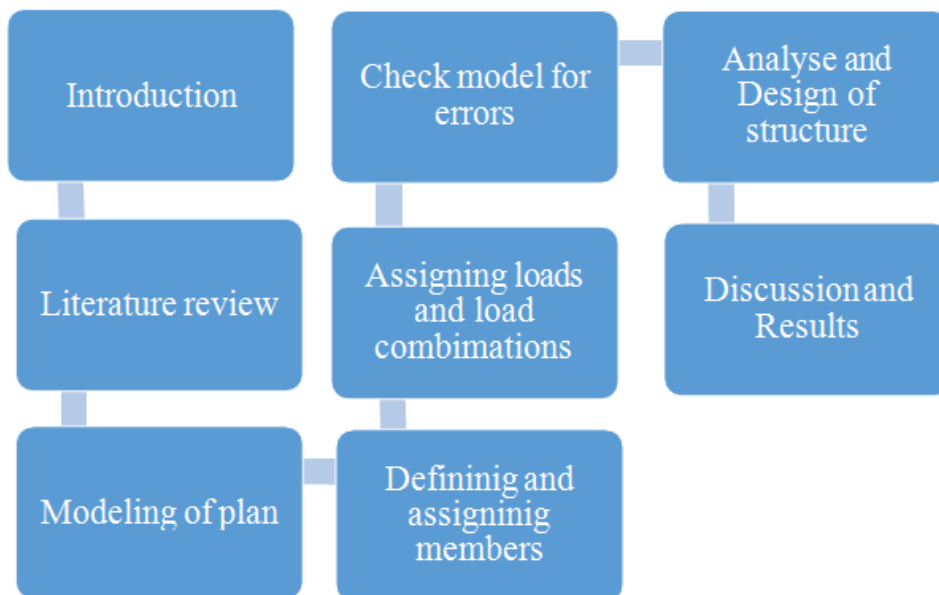 Introduction
Literature review
Modeling of plan
Defininig and
assigninig
members
Assigning loads
and load
combimations
Check model for
errors
Analyse and
Design of
structure
Discussion and
Results